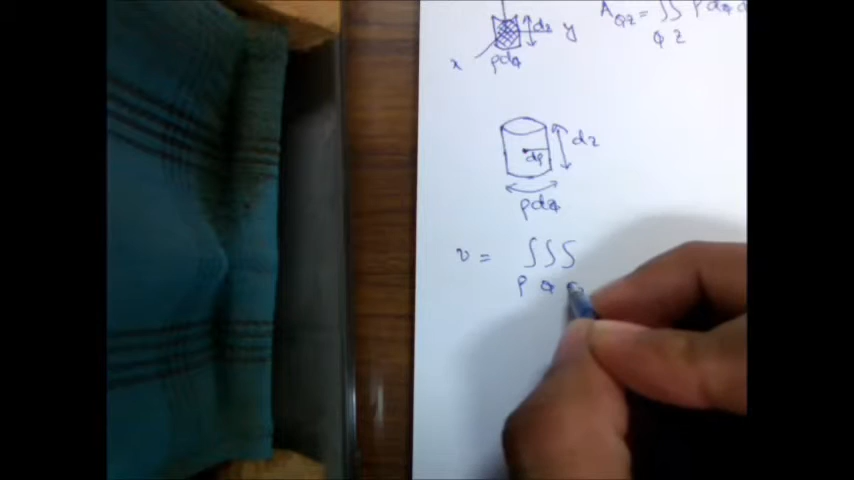 dz y A_φz = ∫∫ ρ dφ d
φ z
x ρdφ
dz
dρ
ρdφ
v = ∫∫∫
ρ φ